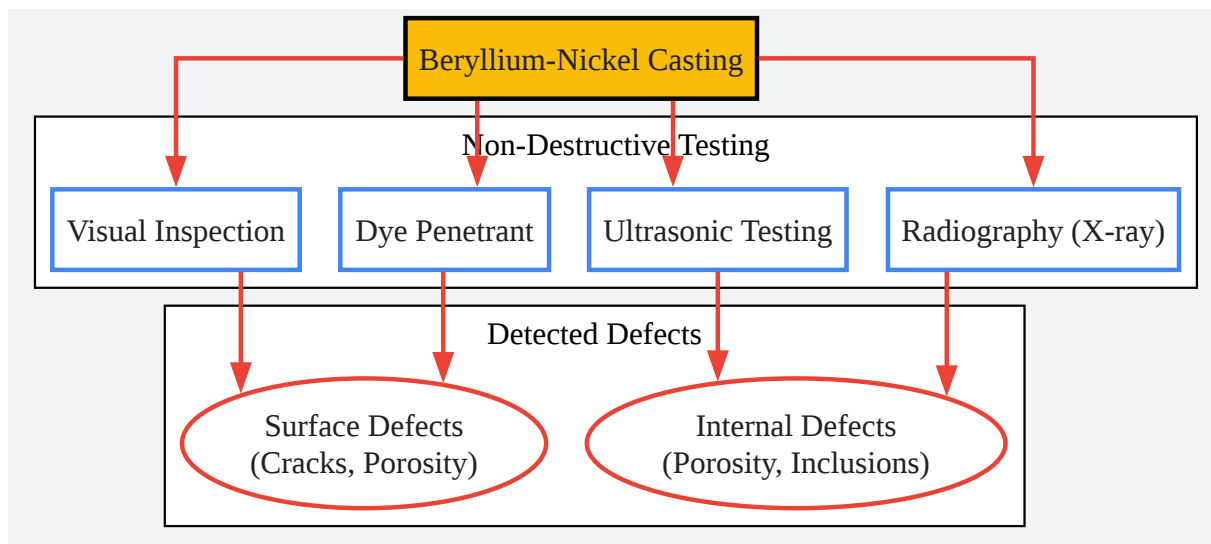 Beryllium-Nickel Casting
Non-Destructive Testing
Visual Inspection
Dye Penetrant
Ultrasonic Testing
Radiography (X-ray)
Detected Defects
Surface Defects
(Cracks, Porosity)
Internal Defects
(Porosity, Inclusions)